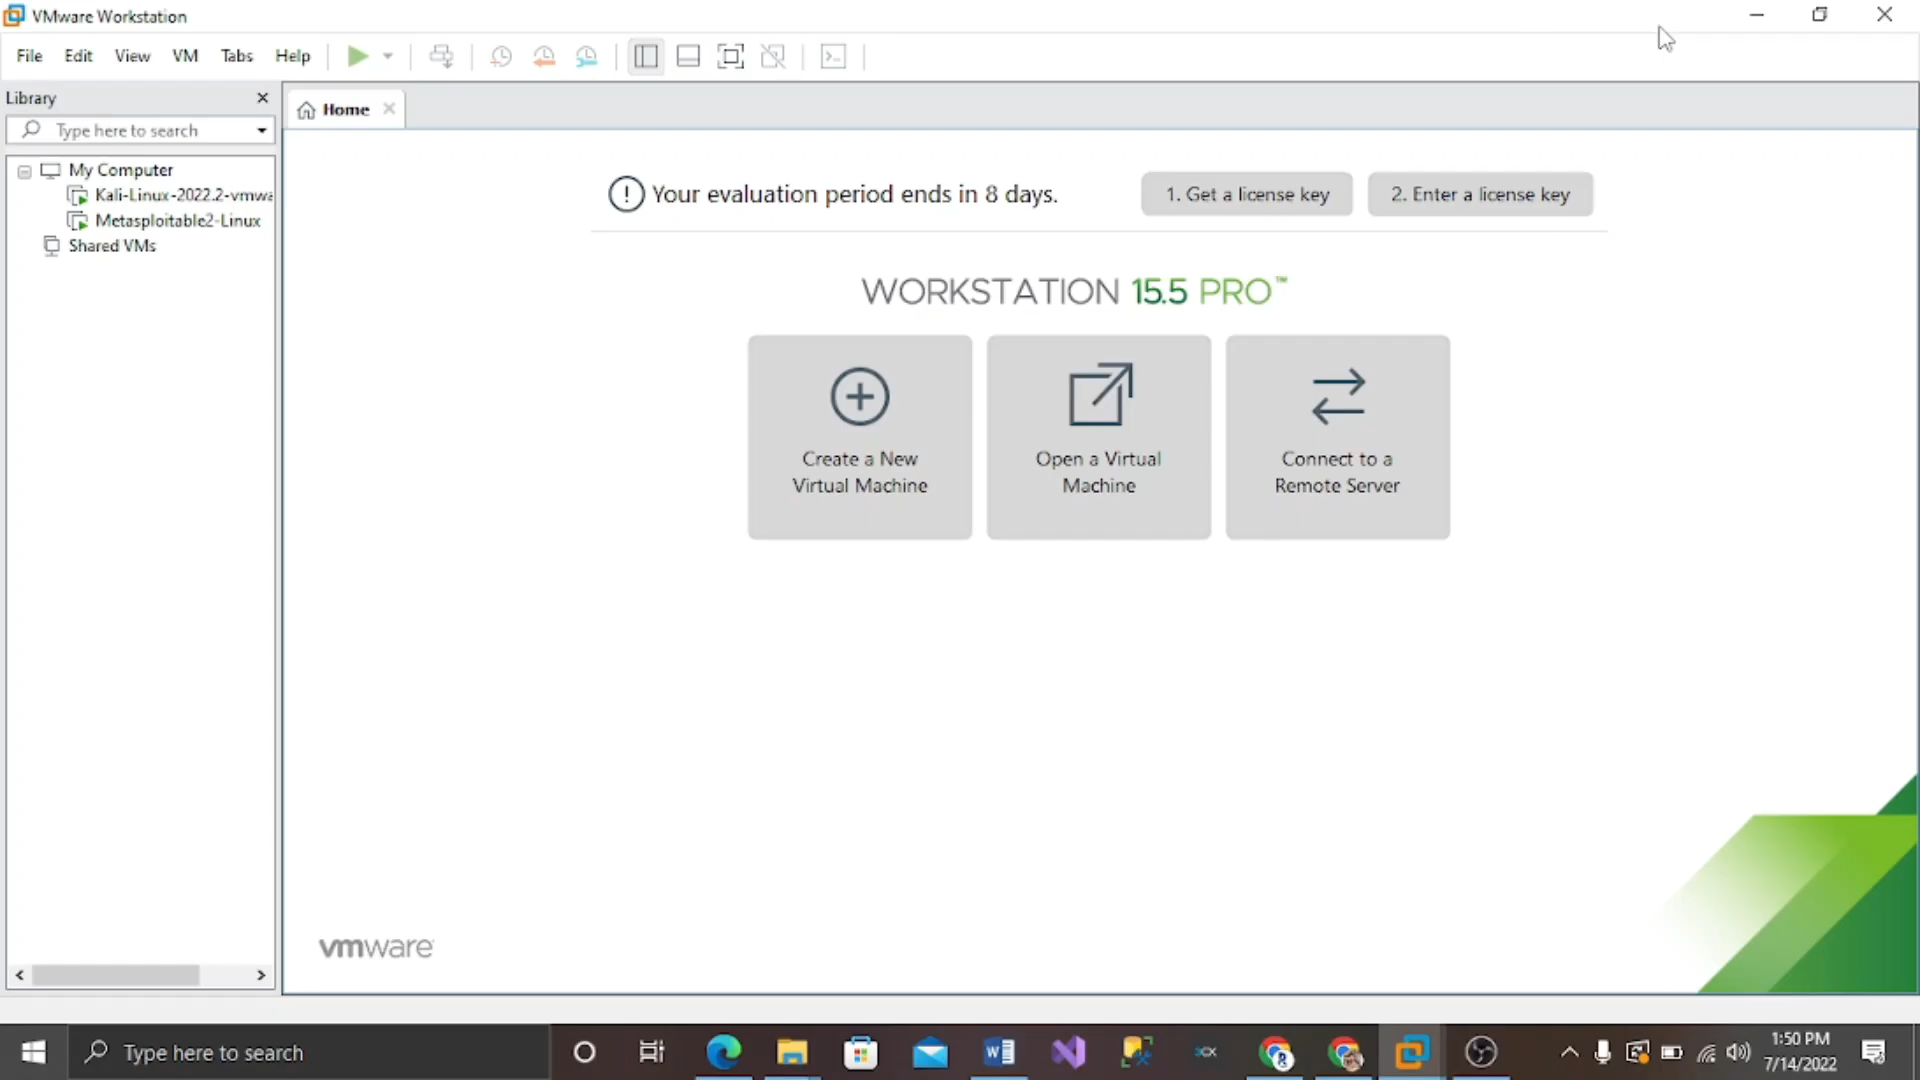 VMware Workstation
File Edit View VM Tabs Help
Library
Home
Type here to search
My Computer
Kali-Linux-2022.2-vmwa
Metasploitable2-Linux
Shared VMs
Your evaluation period ends in 8 days.
1. Get a license key
2. Enter a license key
WORKSTATION 15.5 PRO™
Create a New
Virtual Machine
Open a Virtual
Machine
Connect to a
Remote Server
vmware
Type here to search
1:50 PM
7/14/2022